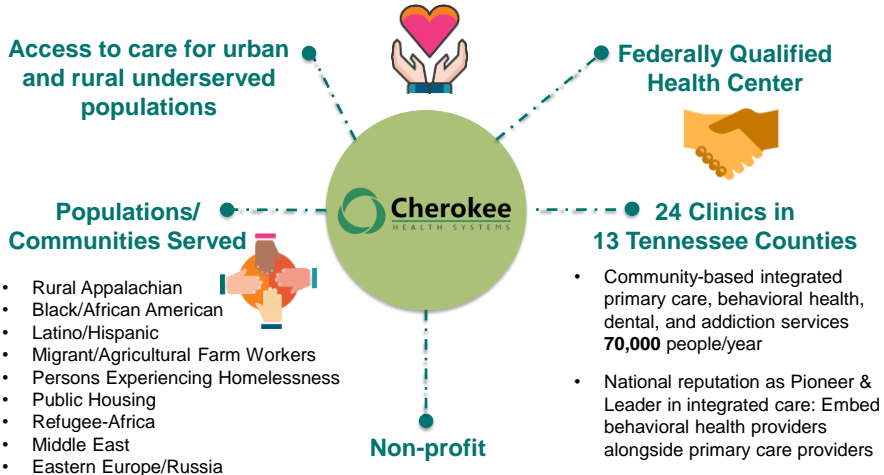 Access to care for urban
and rural underserved
populations
Federally Qualified
Health Center
Cherokee
HEALTH SYSTEMS
Populations/
Communities Served
• Rural Appalachian
• Black/African American
• Latino/Hispanic
• Migrant/Agricultural Farm Workers
• Persons Experiencing Homelessness
• Public Housing
• Refugee-Africa
• Middle East
• Eastern Europe/Russia
24 Clinics in
13 Tennessee Counties
• Community-based integrated
primary care, behavioral health,
dental, and addiction services
70,000 people/year
• National reputation as Pioneer &
Leader in integrated care: Embed
behavioral health providers
alongside primary care providers
Non-profit